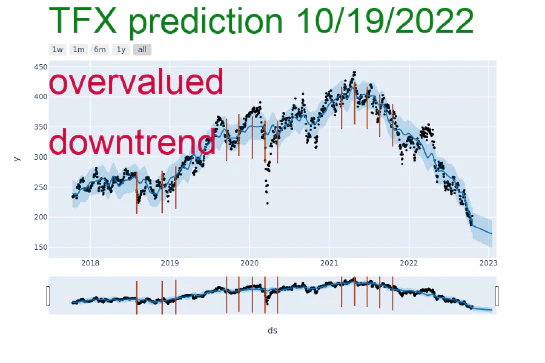 TFX prediction 10/19/2022
1w 1m 6m 1y all
450
overvalued
400
350
downtrend
300
250
200
150
y
2018 2019 2020 2021 2022 2023
ds